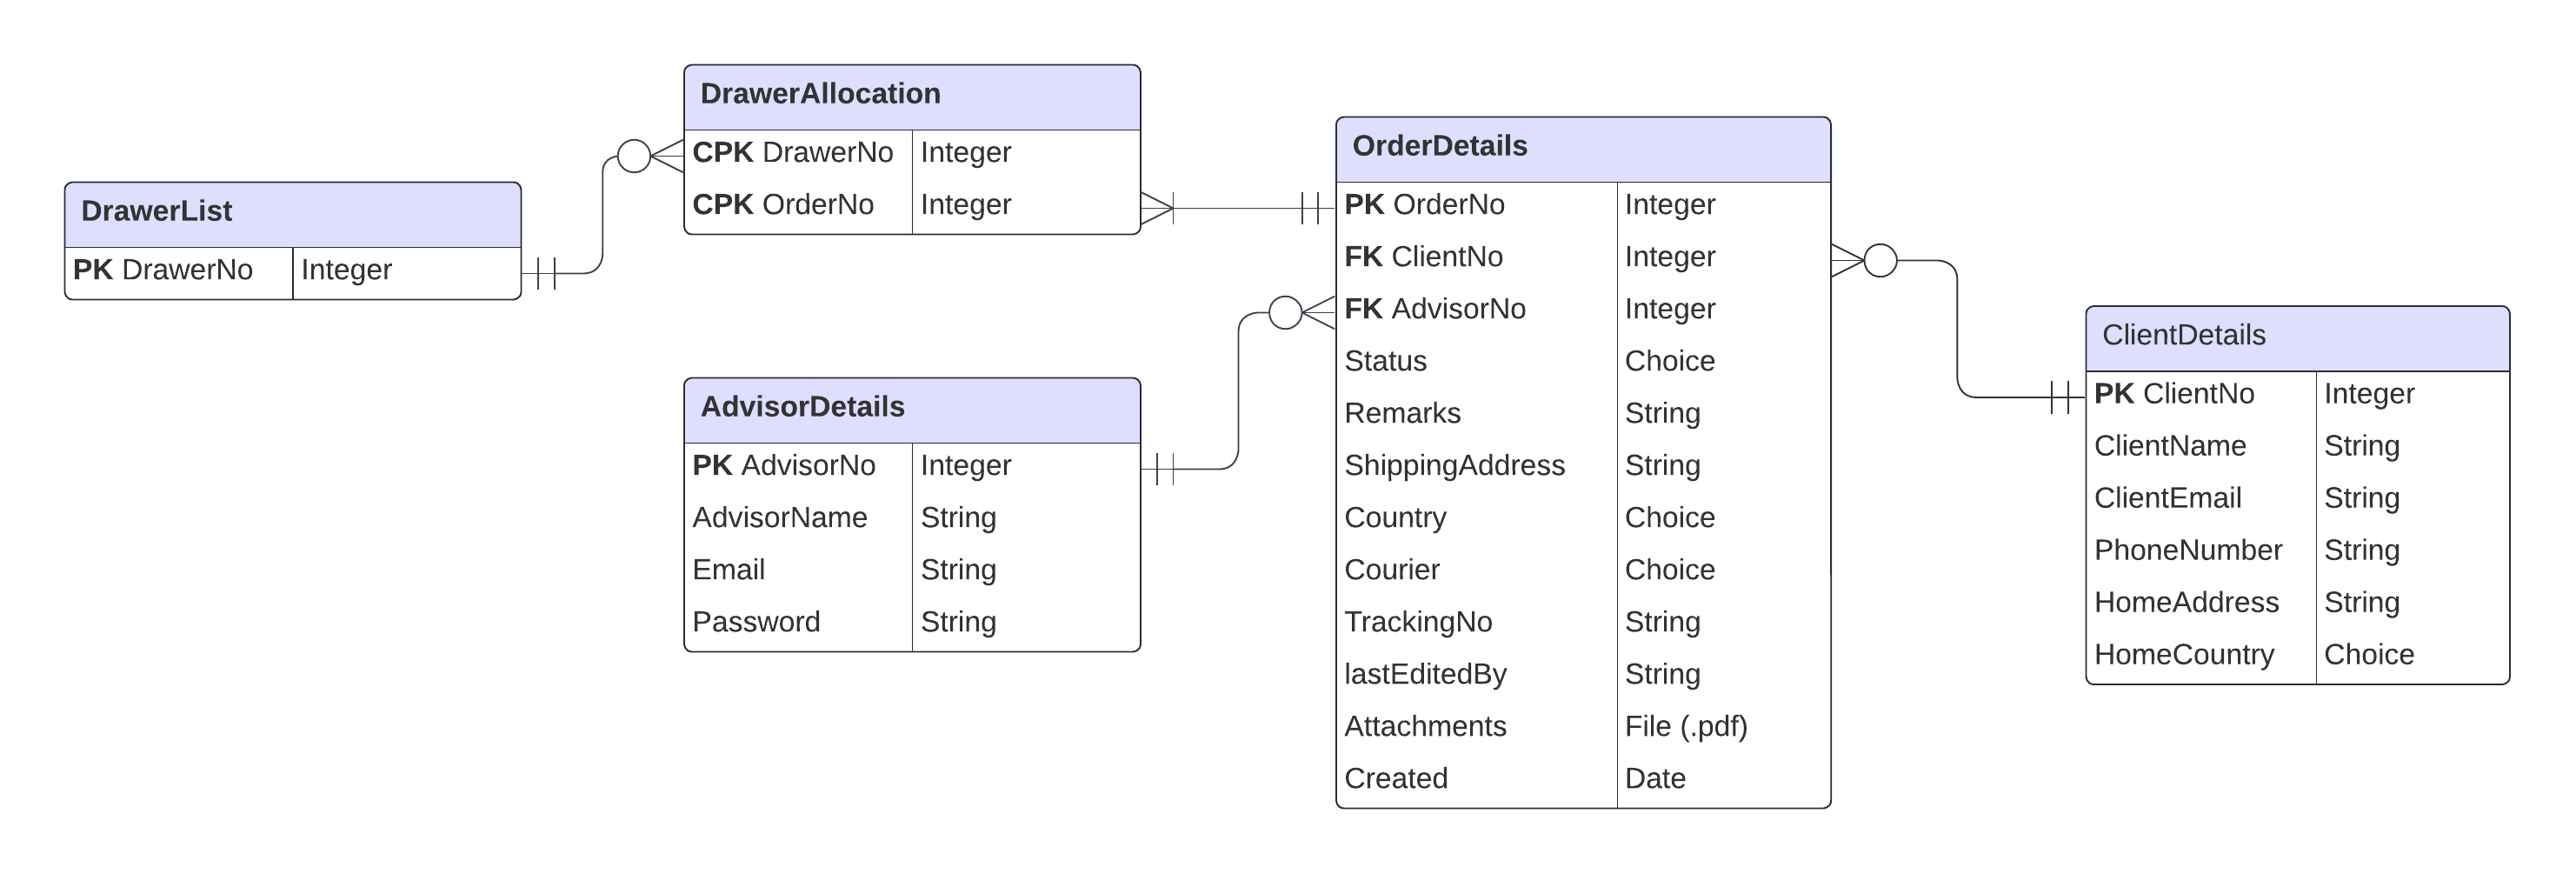 DrawerList
PK DrawerNo Integer
DrawerAllocation
CPK DrawerNo Integer
CPK OrderNo Integer
AdvisorDetails
PK AdvisorNo Integer
AdvisorName String
Email String
Password String
OrderDetails
PK OrderNo Integer
FK ClientNo Integer
FK AdvisorNo Integer
Status Choice
Remarks String
ShippingAddress String
Country Choice
Courier Choice
TrackingNo String
lastEditedBy String
Attachments File (.pdf)
Created Date
ClientDetails
PK ClientNo Integer
ClientName String
ClientEmail String
PhoneNumber String
HomeAddress String
HomeCountry Choice